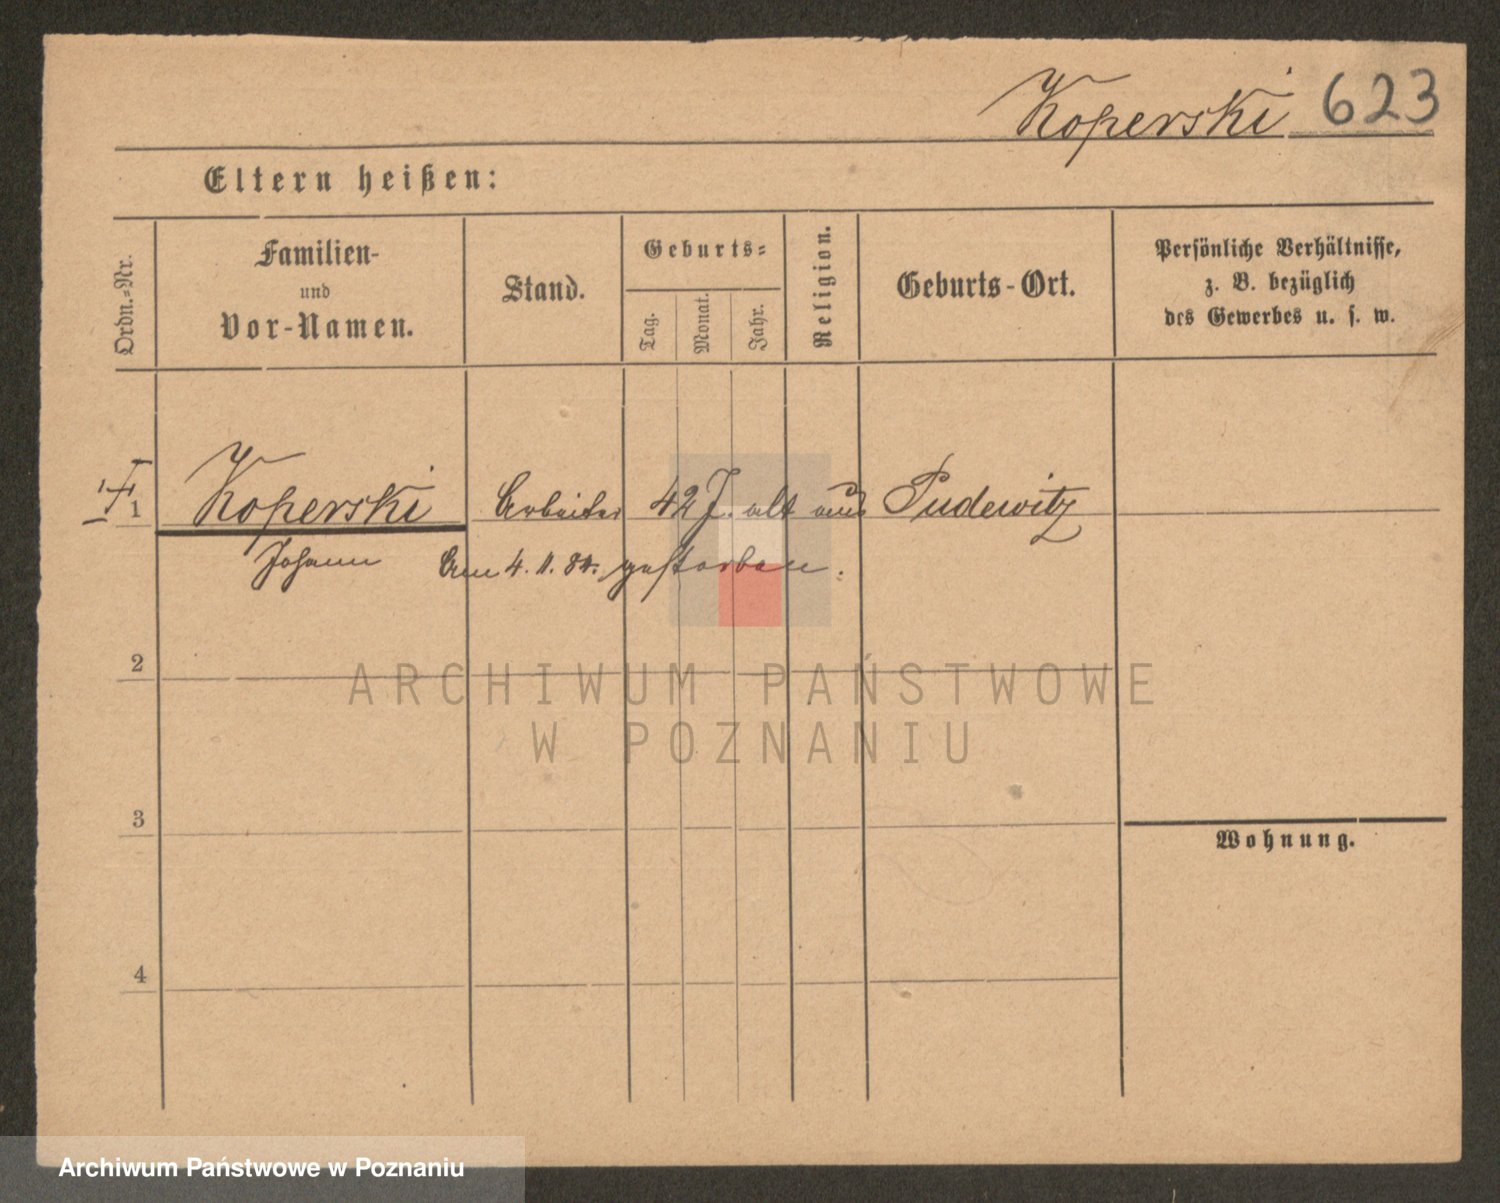 Koperski 623
Eltern heißen:
Ordn.-Nr.
Familien-
und
Vor-Namen.
Stand.
Geburts-
Tag.
Monat.
Jahr.
Religion.
Geburts-Ort.
Persönliche Verhältnisse,
z. B. bezüglich
des Gewerbes u. s. w.
1 Koperski Arbeiter 42 J. alt aus Pudewitz
Johann Am 4. 11. 84. gestorben.
2
3
4
Wohnung.
ARCHIWUM PAŃSTWOWE
W POZNANIU
Archiwum Państwowe w Poznaniu